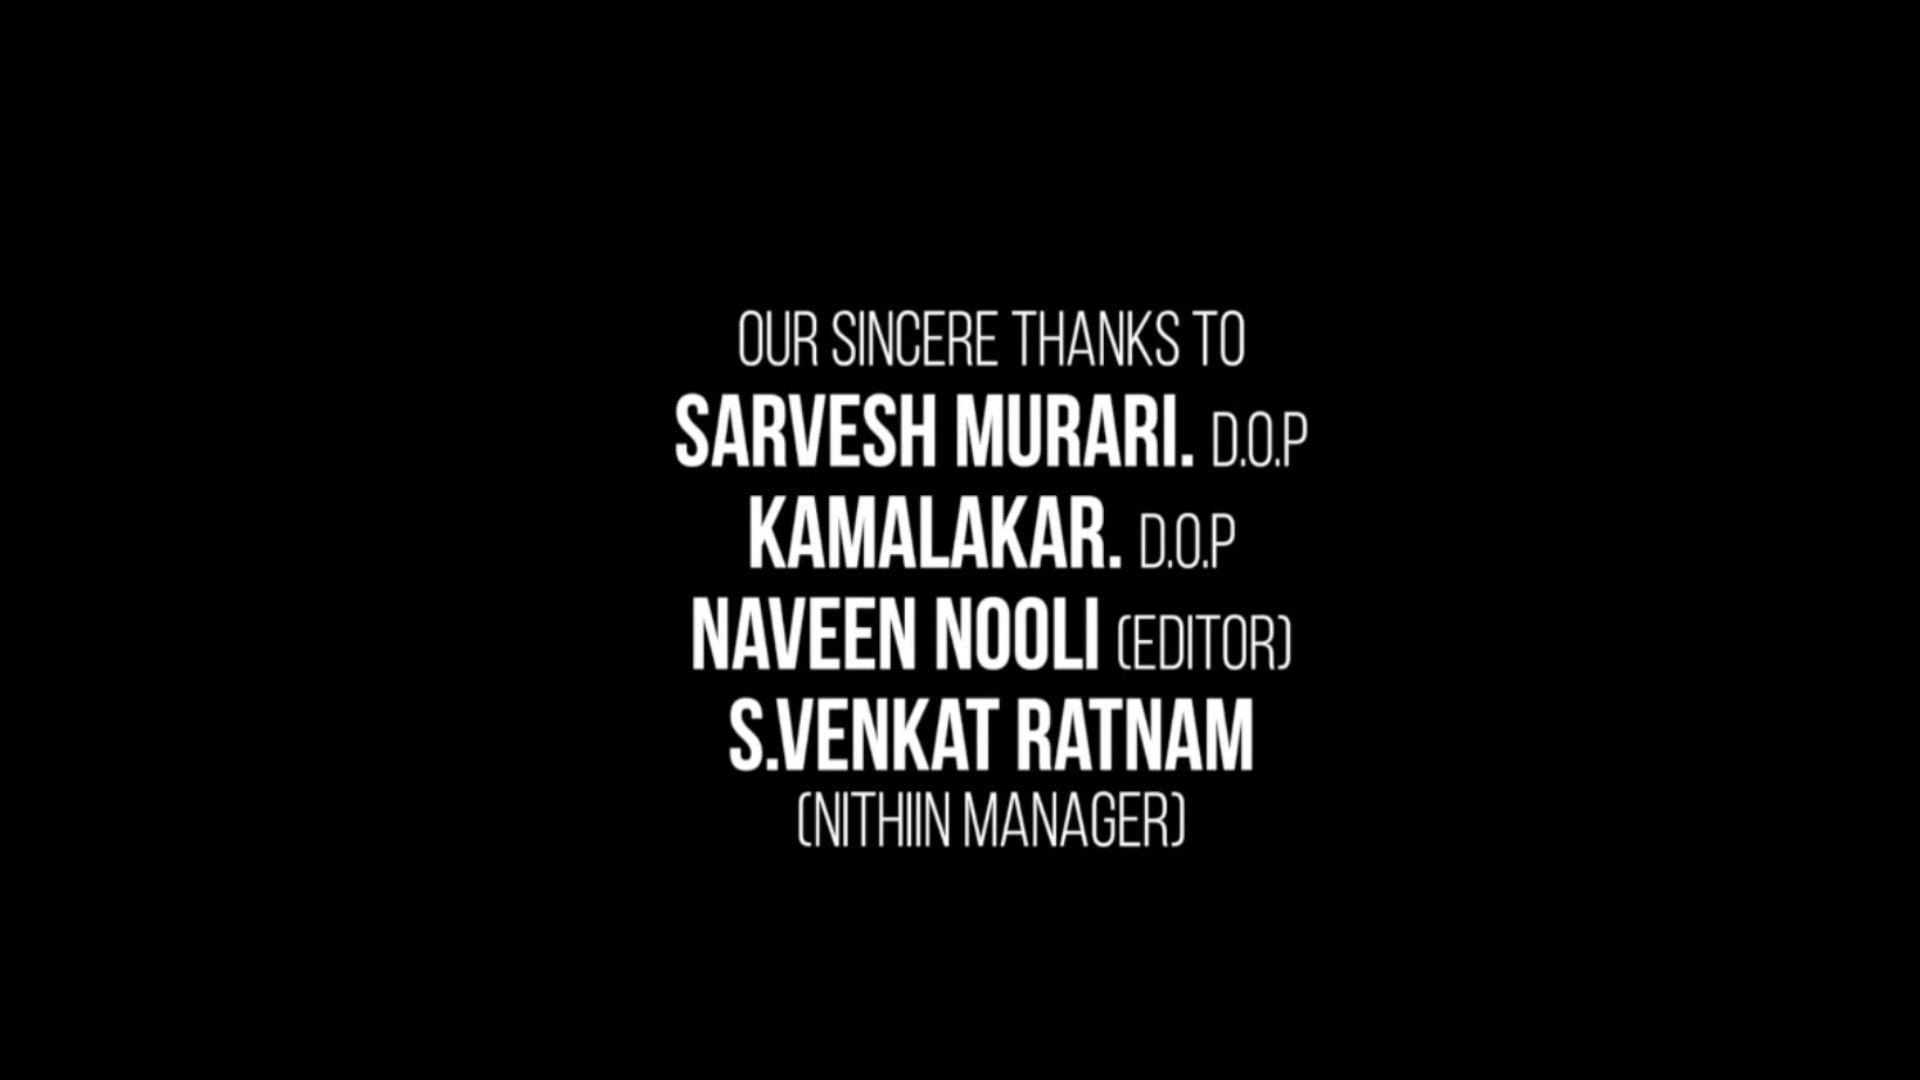 OUR SINCERE THANKS TO
SARVESH MURARI. D.O.P
KAMALAKAR. D.O.P
NAVEEN NOOLI (EDITOR)
S.VENKAT RATNAM
(NITHIIN MANAGER)